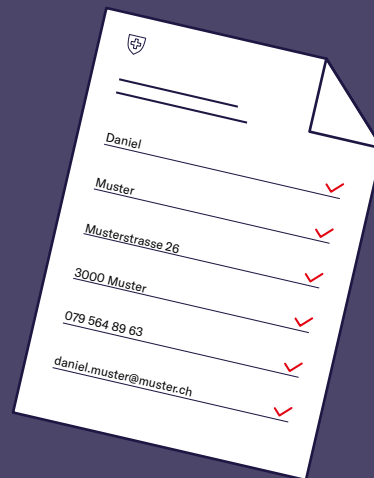 Daniel
Muster
Musterstrasse 26
3000 Muster
079 564 89 63
daniel.muster@muster.ch